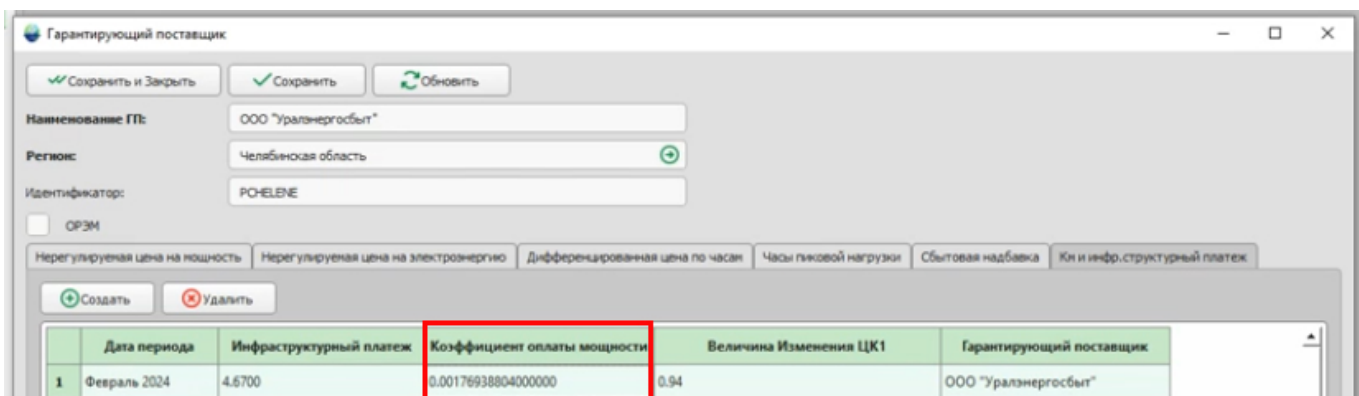 Гарантирующий поставщик
Сохранить и Закрыть Сохранить Обновить
Наименование ГП: ООО "Уралэнергосбыт"
Регион: Челябинская область
Идентификатор: PCHELENE
ОРЭМ
Нерегулируемая цена на мощность Нерегулируемая цена на электроэнергию Дифференцированная цена по часам Часы пиковой нагрузки Сбытовая надбавка Км и инфр.структурный платеж
Создать Удалить
Дата периода Инфраструктурный платеж Коэффициент оплаты мощности Величина Изменения ЦК1 Гарантирующий поставщик
1 Февраль 2024 4.6700 0.00176938804000000 0.94 ООО "Уралэнергосбыт"